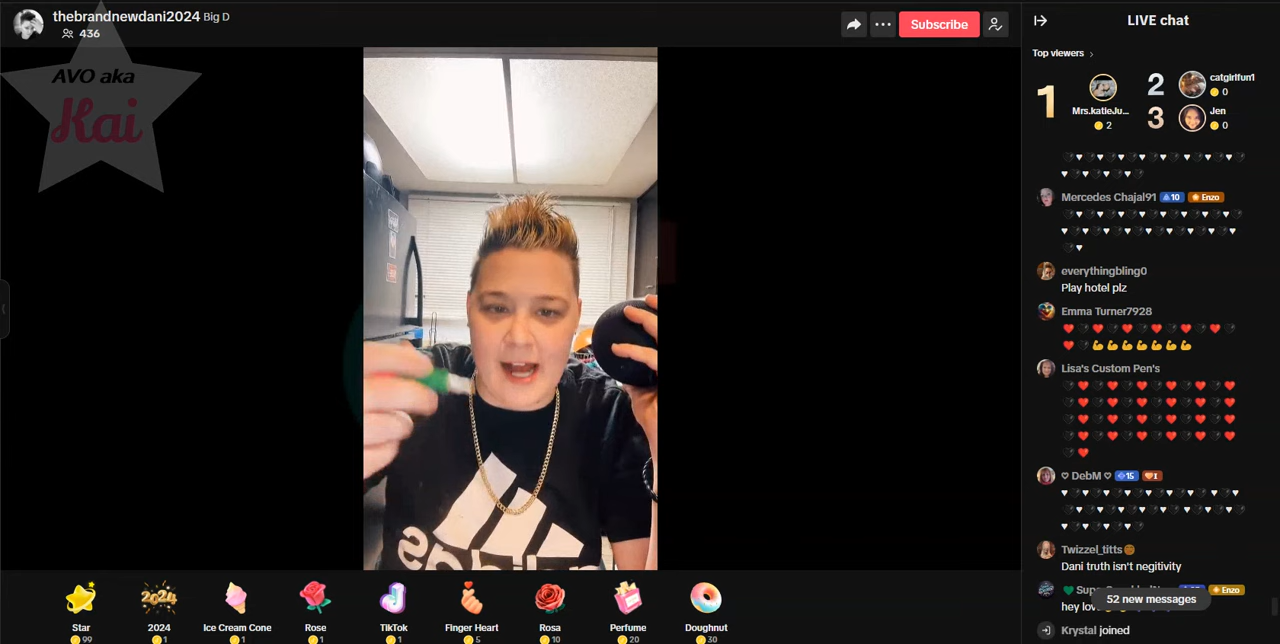 thebrandnewdani2024 Big D
436
Subscribe
AVO aka
Kai
adidas
Star
99
2024
2024
1
Ice Cream Cone
1
Rose
1
TikTok
1
Finger Heart
5
Rosa
10
Perfume
20
Doughnut
30
LIVE chat
Top viewers >
1
Mrs.katieJu...
2
2
catgirlfun1
0
3
Jen
0
Mercedes Chajal91 10 Enzo
everythingbling0
Play hotel plz
Emma Turner7928
Lisa's Custom Pen's
♡ DebM ♡ 15 I
Twizzel_titts
Dani truth isn't negitivity
Enzo
52 new messages
Krystal joined